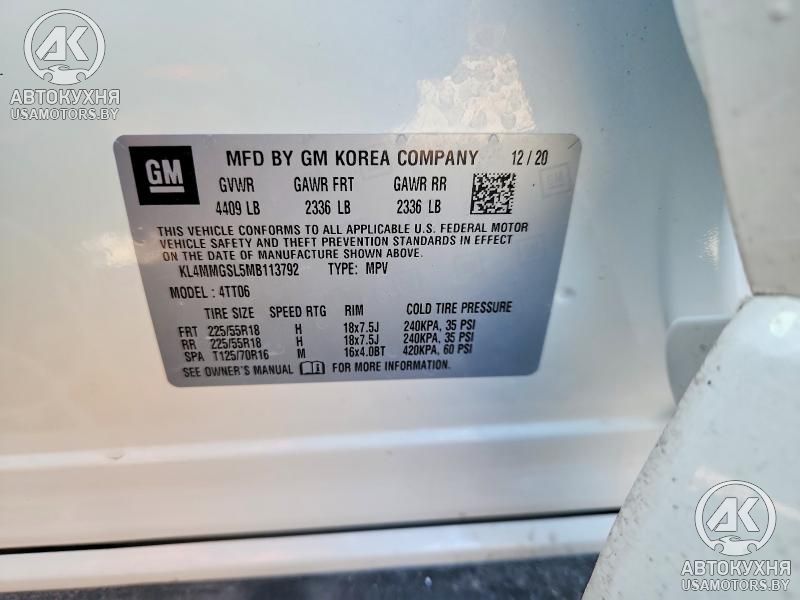 AK
АВТОКУХНЯ
USAMOTORS.BY
GM MFD BY GM KOREA COMPANY 12 / 20
GVWR GAWR FRT GAWR RR
4409 LB 2336 LB 2336 LB
THIS VEHICLE CONFORMS TO ALL APPLICABLE U.S. FEDERAL MOTOR
VEHICLE SAFETY AND THEFT PREVENTION STANDARDS IN EFFECT
ON THE DATE OF MANUFACTURE SHOWN ABOVE.
KL4MMGSL5MB113792 TYPE: MPV
MODEL : 4TT06
TIRE SIZE SPEED RTG RIM COLD TIRE PRESSURE
FRT 225/55R18 H 18x7.5J 240KPA, 35 PSI
RR 225/55R18 H 18x7.5J 240KPA, 35 PSI
SPA T125/70R16 M 16x4.0BT 420KPA, 60 PSI
SEE OWNER'S MANUAL FOR MORE INFORMATION.
AK
АВТОКУХНЯ
USAMOTORS.BY